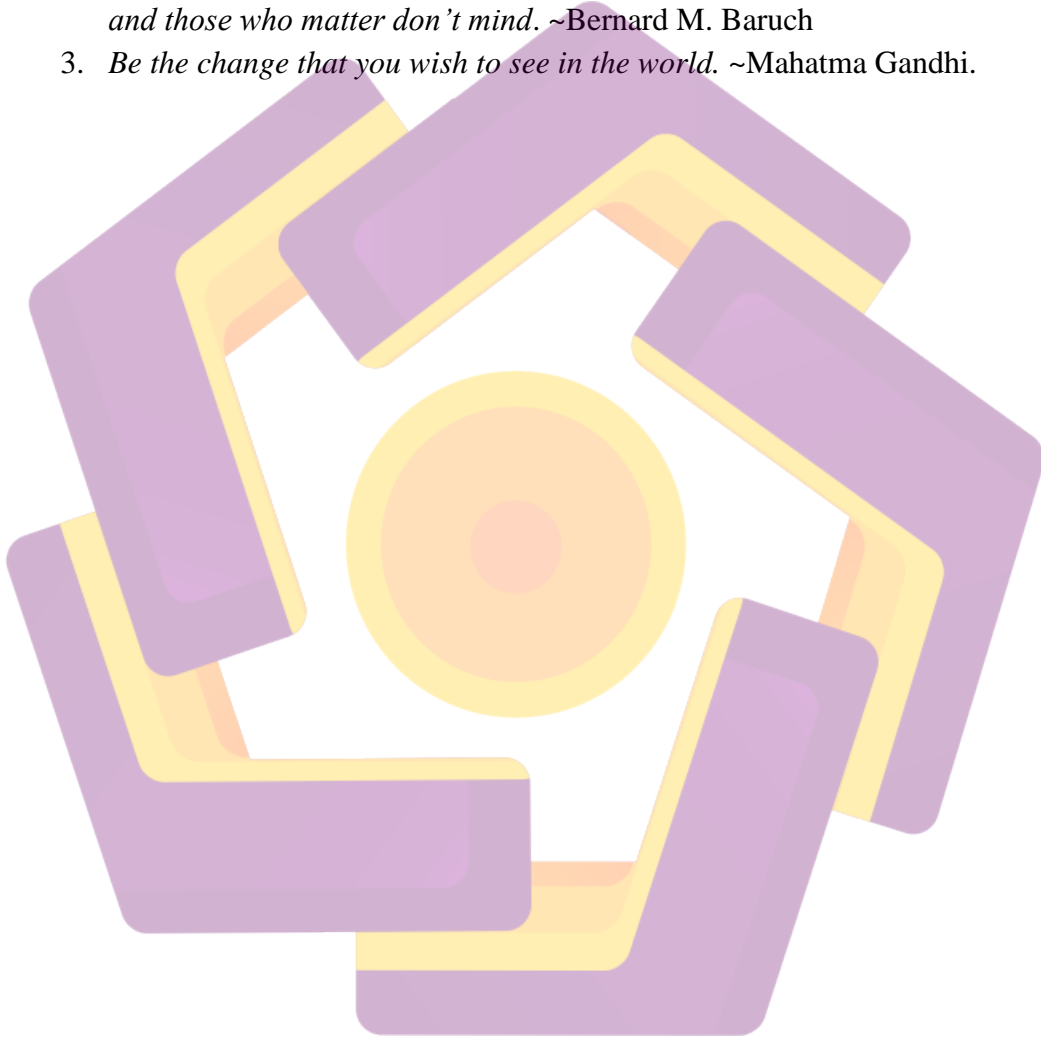 and those who matter don’t mind. ~Bernard M. Baruch
3. Be the change that you wish to see in the world. ~Mahatma Gandhi.